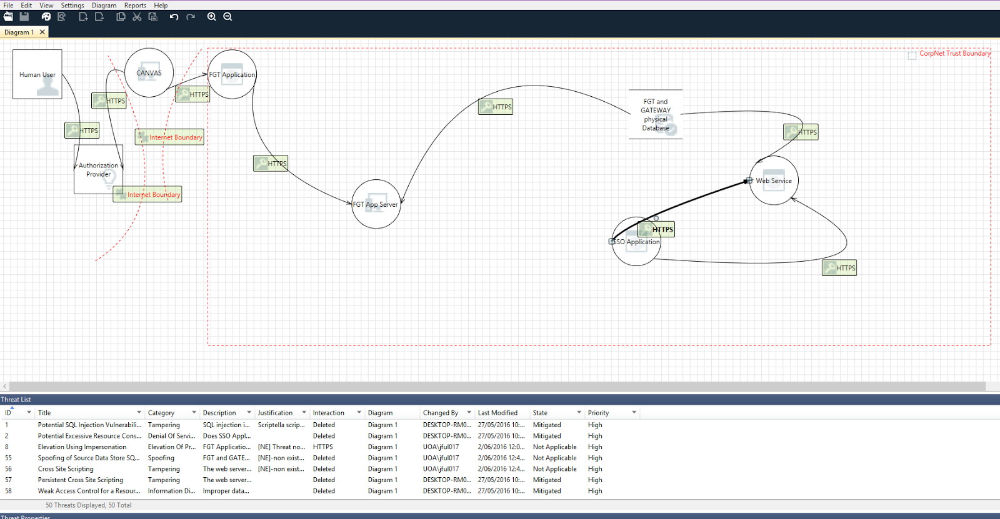 File Edit View Settings Diagram Reports Help
Diagram 1
CorpNet Trust Boundary
Human User
CANVAS
FGT Application
HTTPS
HTTPS
HTTPS
FGT and
GATEWAY
physical
Database
HTTPS
HTTPS
HTTPS
Internet Boundary
Authorization
Provider
HTTPS
Internet Boundary
Web Service
FGT App Server
HTTPS
SSO Application
HTTPS
Threat List
ID Title Category Description Justification Interaction Diagram Changed By Last Modified State Priority
1 Potential SQL Injection Vulnerabili... Tampering SQL injection i... Scriptella scrip... Deleted Diagram 1 DESKTOP-RM0... 27/05/2016 10:... Mitigated High
2 Potential Excessive Resource Cons... Denial Of Servi... Does SSO Appl... Deleted Diagram 1 DESKTOP-RM0... 27/05/2016 10:... Mitigated High
8 Elevation Using Impersonation Elevation Of Pr... FGT Applicatio... [NE] Threat no... HTTPS Diagram 1 UOA\jful017 2/06/2016 12:0... Not Applicable High
55 Spoofing of Source Data Store SQ... Spoofing FGT and GATE... [NE]-non exist... Deleted Diagram 1 UOA\jful017 2/06/2016 12:4... Not Applicable High
56 Cross Site Scripting Tampering The web server... [NE]-non exist... Deleted Diagram 1 UOA\jful017 2/06/2016 12:4... Not Applicable High
57 Persistent Cross Site Scripting Tampering The web server... Deleted Diagram 1 DESKTOP-RM0... 27/05/2016 10:... Mitigated High
58 Weak Access Control for a Resour... Information Di... Improper data... Deleted Diagram 1 DESKTOP-RM0... 27/05/2016 10:... Mitigated High
50 Threats Displayed, 50 Total
Threat Properties